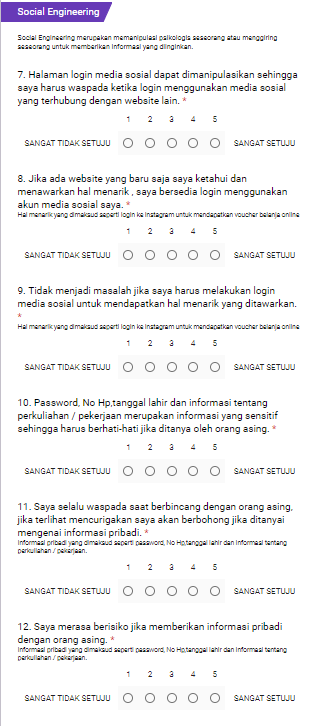 Social Engineering
Social Engineering merupakan memanipulasi psikologis seseorang atau menggiring
seseorang untuk memberikan informasi yang diinginkan.
7. Halaman login media sosial dapat dimanipulasikan sehingga
saya harus waspada ketika login menggunakan media sosial
yang terhubung dengan website lain. *
1 2 3 4 5
SANGAT TIDAK SETUJU SANGAT SETUJU
8. Jika ada website yang baru saja saya ketahui dan
menawarkan hal menarik , saya bersedia login menggunakan
akun media sosial saya. *
Hal menarik yang dimaksud seperti login ke instagram untuk mendapatkan voucher belanja online
1 2 3 4 5
SANGAT TIDAK SETUJU SANGAT SETUJU
9. Tidak menjadi masalah jika saya harus melakukan login
media sosial untuk mendapatkan hal menarik yang ditawarkan.
*
Hal menarik yang dimaksud seperti login ke instagram untuk mendapatkan voucher belanja online
1 2 3 4 5
SANGAT TIDAK SETUJU SANGAT SETUJU
10. Password, No Hp,tanggal lahir dan informasi tentang
perkuliahan / pekerjaan merupakan informasi yang sensitif
sehingga harus berhati-hati jika ditanya oleh orang asing. *
1 2 3 4 5
SANGAT TIDAK SETUJU SANGAT SETUJU
11. Saya selalu waspada saat berbincang dengan orang asing,
jika terlihat mencurigakan saya akan berbohong jika ditanyai
mengenai informasi pribadi. *
Informasi pribadi yang dimaksud seperti password, No Hp,tanggal lahir dan informasi tentang
perkuliahan / pekerjaan.
1 2 3 4 5
SANGAT TIDAK SETUJU SANGAT SETUJU
12. Saya merasa berisiko jika memberikan informasi pribadi
dengan orang asing. *
Informasi pribadi yang dimaksud seperti password, No Hp,tanggal lahir dan informasi tentang
perkuliahan / pekerjaan.
1 2 3 4 5
SANGAT TIDAK SETUJU SANGAT SETUJU